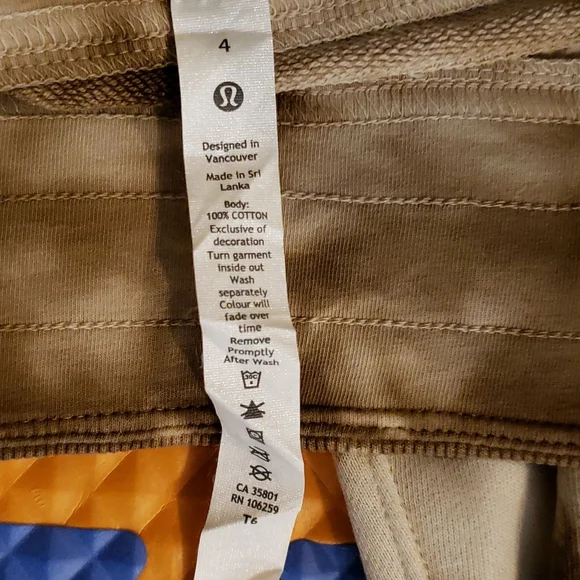 4
Designed in
Vancouver
Made in Sri
Lanka
Body:
100% COTTON
Exclusive of
decoration
Turn garment
inside out
Wash
separately
Colour will
fade over
time
Remove
Promptly
After Wash
30C
CA 35801
RN 106259
T6